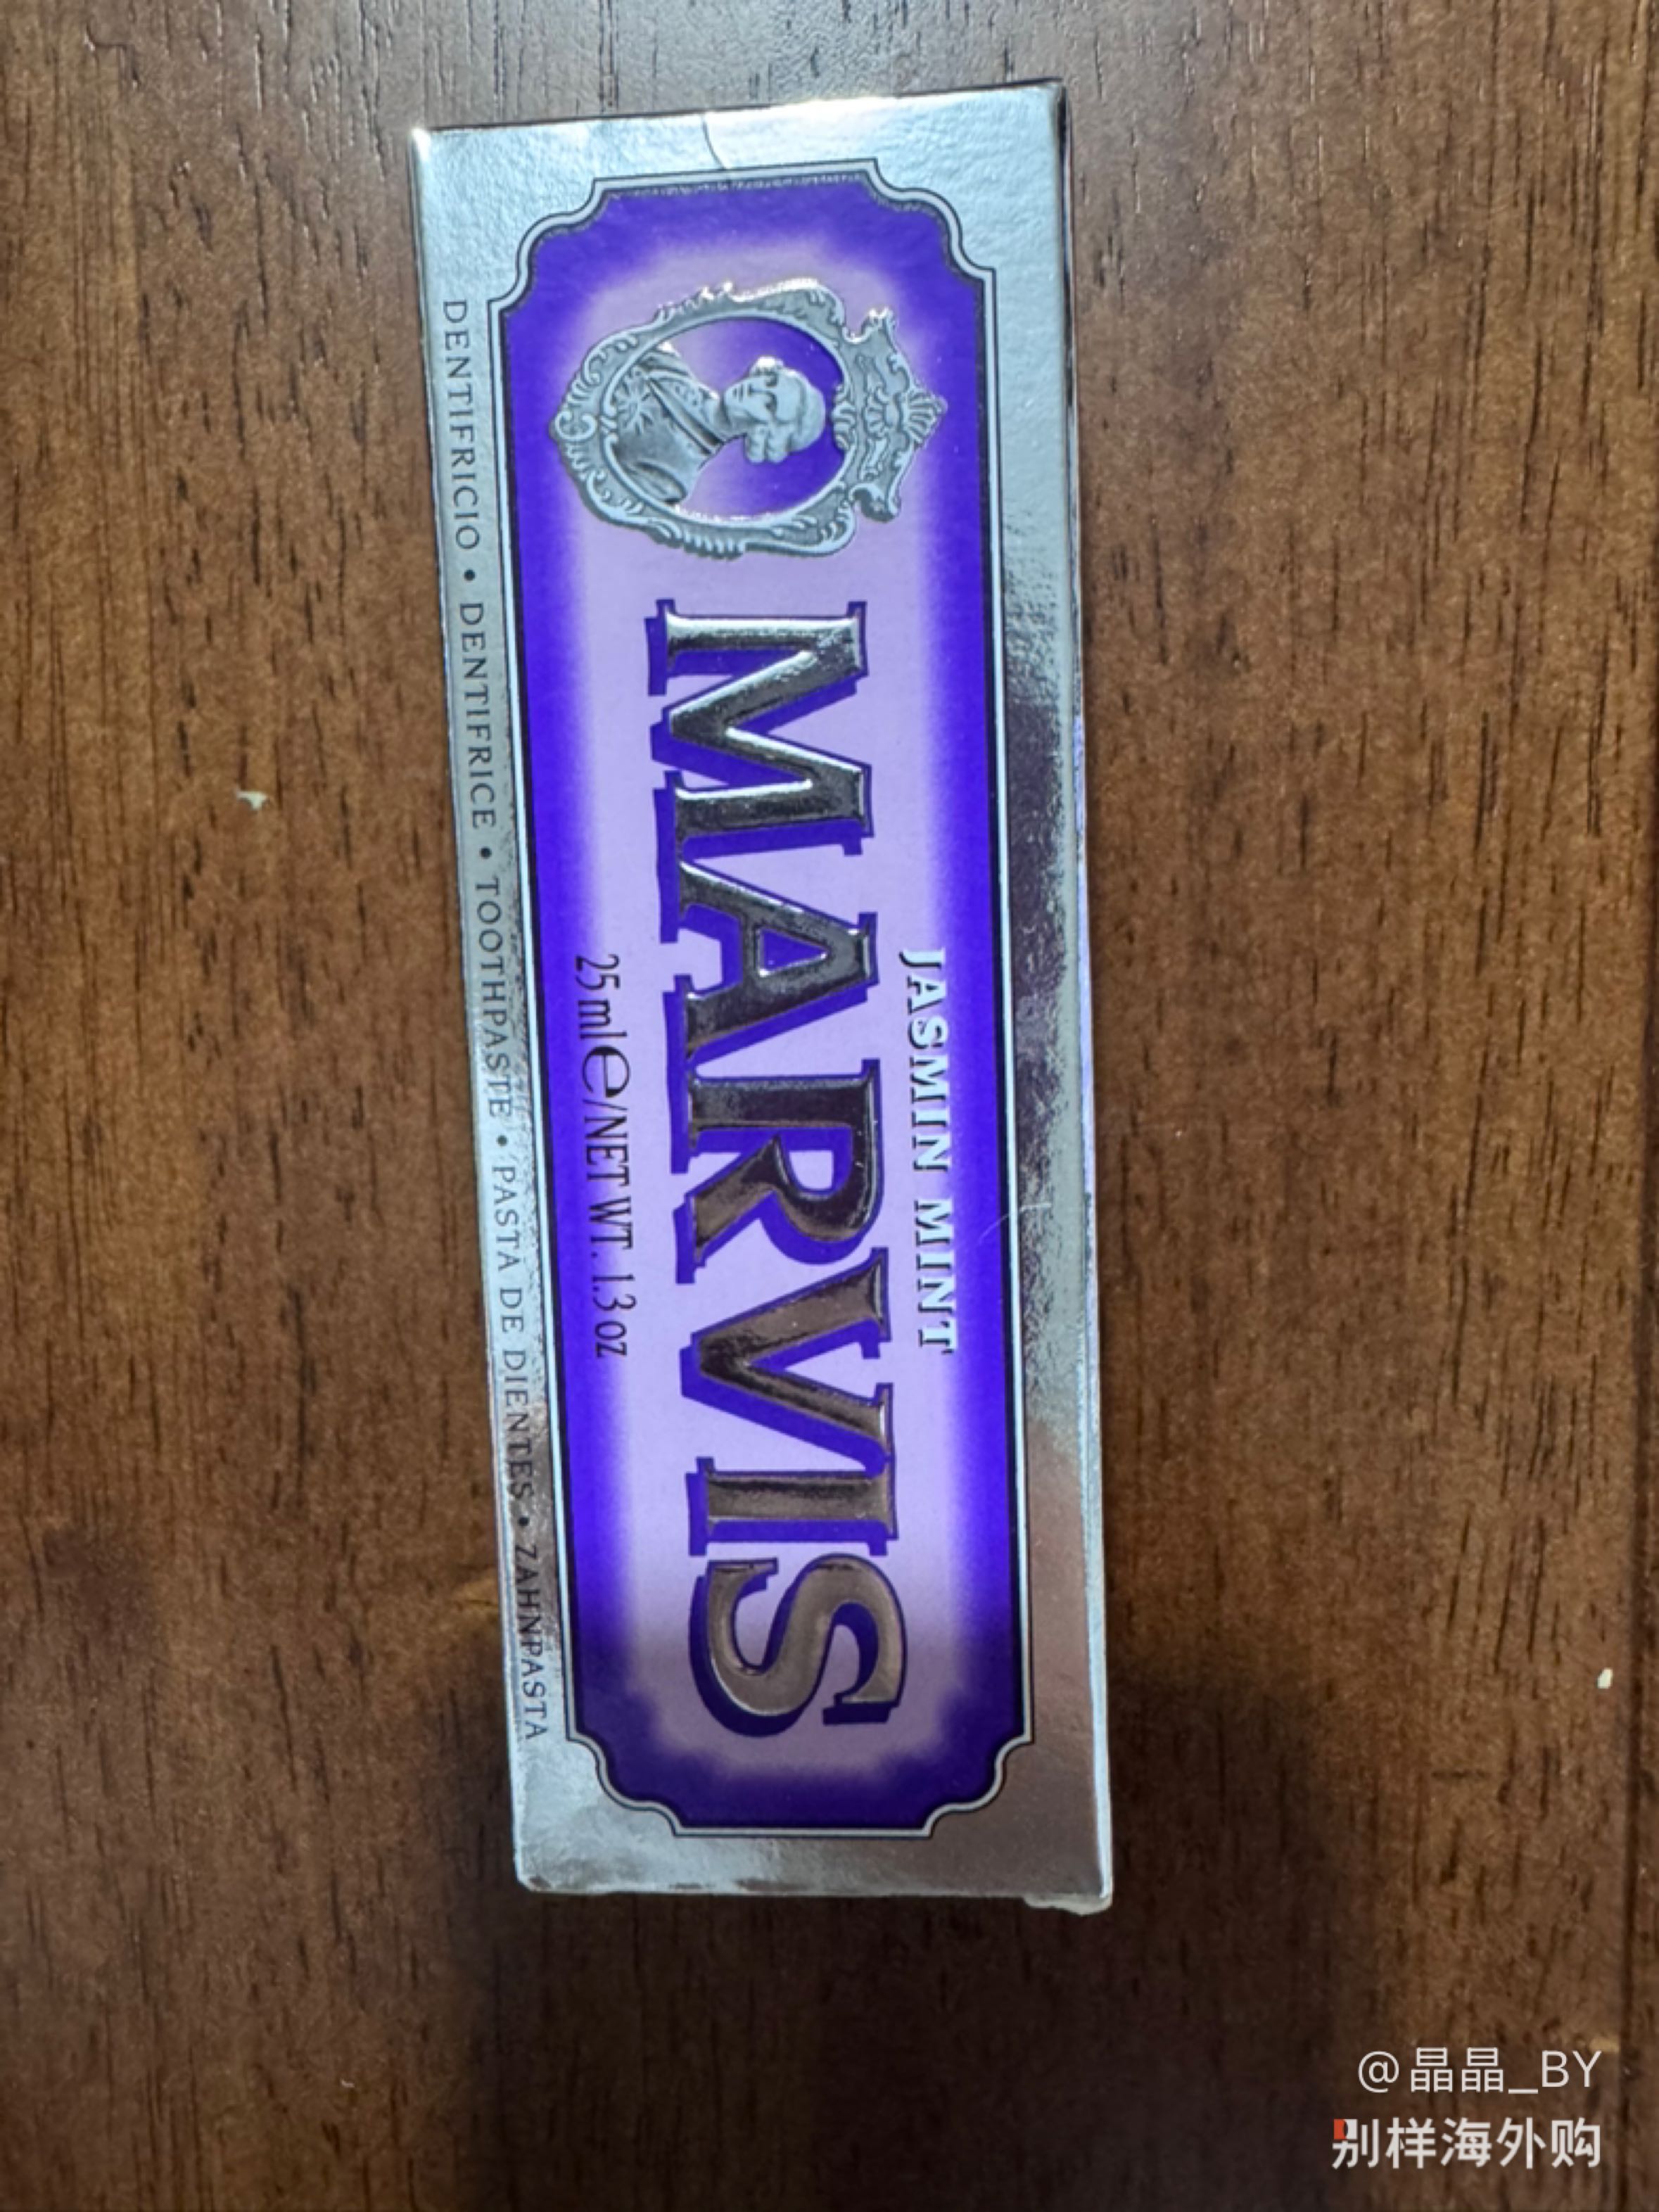 JASMIN MINT
MARVIS
25 ml ℮/NET WT. 1.3 oz
DENTIFRICIO • DENTIFRICE • TOOTHPASTE • PASTA DE DIENTES • ZAHNPASTA
@晶晶_BY
别样海外购